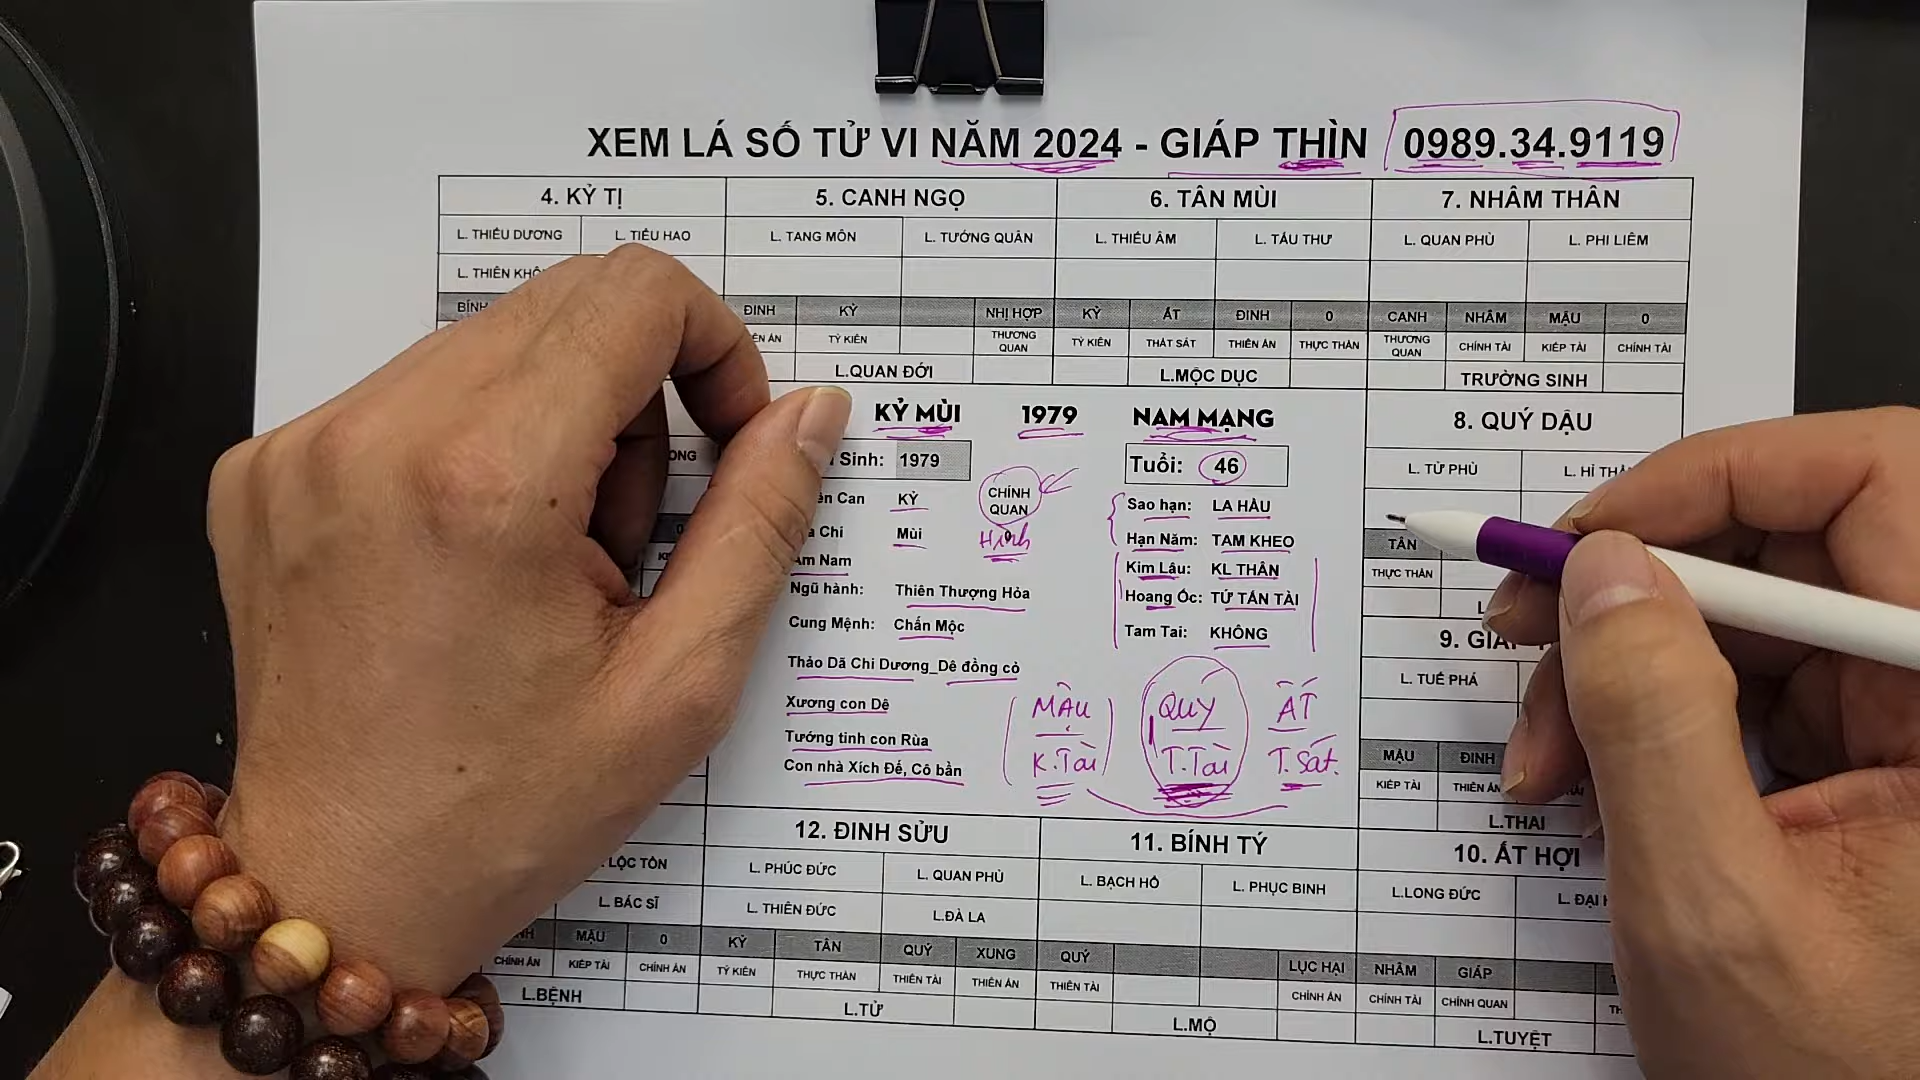 XEM LÁ SỐ TỬ VI NĂM 2024 - GIÁP THÌN 0989.34.9119
4. KỶ TỊ 5. CANH NGỌ 6. TÂN MÙI 7. NHÂM THÂN
L. THIẾU DƯƠNG L. TIỂU HAO L. TANG MÔN L. TƯỚNG QUÂN L. THIẾU ÂM L. TẤU THƯ L. QUAN PHÙ L. PHI LIÊM
L. THIÊN
ĐINH KỶ NHỊ HỢP KỶ ẤT ĐINH 0 CANH NHÂM MẬU 0
TỶ KIÊN THƯƠNG QUAN TỶ KIÊN THẤT SÁT THIÊN ẤN THỰC THẦN THƯƠNG QUAN CHÍNH TÀI KIẾP TÀI CHÍNH TÀI
L.QUAN ĐỚI L.MỘC DỤC TRƯỜNG SINH
KỶ MÙI 1979 NAM MẠNG 8. QUÝ DẬU
Sinh: 1979 Tuổi: 46 L. TỬ PHÙ
Can KỶ CHÍNH QUAN Sao hạn: LA HẦU
Chi Mùi Hình Hạn Năm: TAM KHEO TÂN
Nam Kim Lâu: KL THÂN THỰC THẦN
Ngũ hành: Thiên Thượng Hỏa Hoang Ốc: TỨ TẤN TÀI
Cung Mệnh: Chấn Mộc Tam Tai: KHÔNG 9.
Thảo Dã Chi Dương_Dê đồng cỏ L. TUẾ PHÁ
Xương con Dê MẬU QUÝ ẤT
Tướng tinh con Rùa K.Tài T.Tài T.Sát.
Con nhà Xích Đế, Cô bần MẬU ĐINH
KIẾP TÀI THIÊN ẤN
L.THAI
12. ĐINH SỬU 11. BÍNH TÝ 10. ẤT HỢI
LỘC TỒN L. PHÚC ĐỨC L. QUAN PHÙ L. BẠCH HỔ L. PHỤC BINH L.LONG ĐỨC L. ĐẠI
L. BÁC SĨ L. THIÊN ĐỨC L.ĐÀ LA
MẬU 0 KỶ TÂN QUÝ XUNG QUÝ LỤC HẠI NHÂM GIÁP
CHÍNH ẤN KIẾP TÀI CHÍNH ẤN TỶ KIÊN THỰC THẦN THIÊN TÀI THIÊN ẤN THIÊN TÀI CHÍNH ẤN CHÍNH TÀI CHÍNH QUAN
L.BỆNH L.TỬ L.MỘ L.TUYỆT